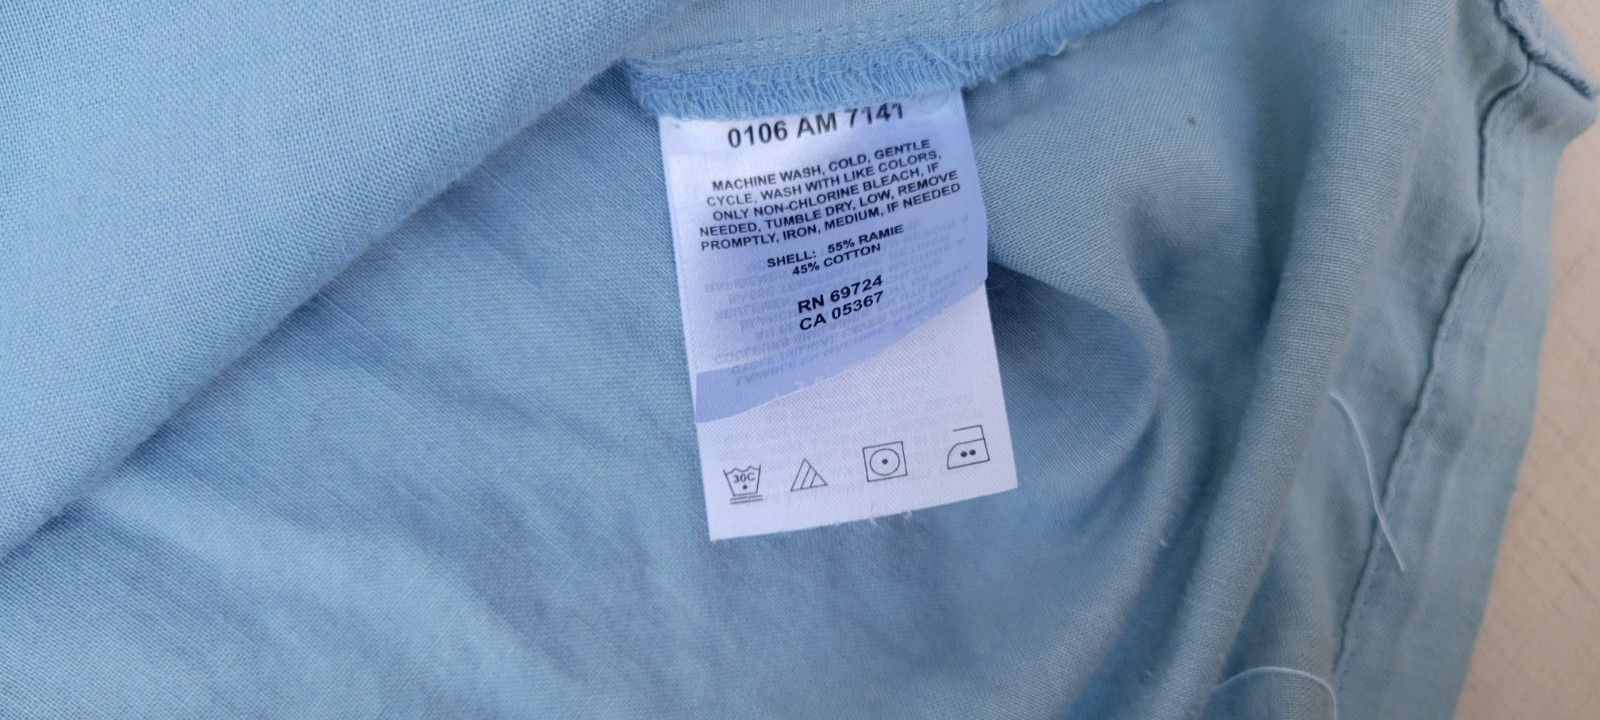 0106 AM 7141
MACHINE WASH, COLD, GENTLE
CYCLE, WASH WITH LIKE COLORS,
ONLY NON-CHLORINE BLEACH, IF
NEEDED, TUMBLE DRY, LOW, REMOVE
PROMPTLY, IRON, MEDIUM, IF NEEDED
SHELL: 55% RAMIE
45% COTTON
RN 69724
CA 05367
30C